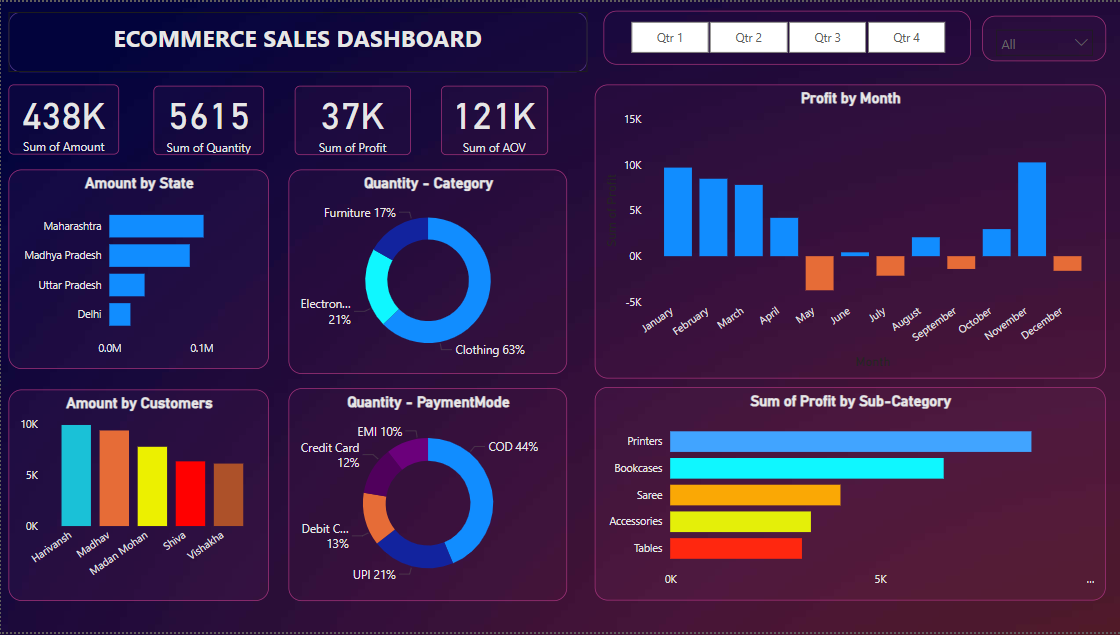 ECOMMERCE SALES DASHBOARD
Qtr 1
Qtr 2
Qtr 3
Qtr 4
All
438K
Sum of Amount
5615
Sum of Quantity
37K
Sum of Profit
121K
Sum of AOV
Amount by State
Maharashtra
Madhya Pradesh
Uttar Pradesh
Delhi
0.0M
0.1M
Quantity - Category
Furniture 17%
Electron...
21%
Clothing 63%
Profit by Month
Sum of Profit
15K
10K
5K
0K
-5K
January
February
March
April
May
June
July
August
September
October
November
December
Amount by Customers
10K
5K
0K
Harivansh
Madhav
Madan Mohan
Shiva
Vishakha
Quantity - PaymentMode
EMI 10%
Credit Card
12%
Debit C...
13%
UPI 21%
COD 44%
Sum of Profit by Sub-Category
Printers
Bookcases
Saree
Accessories
Tables
0K
5K
...